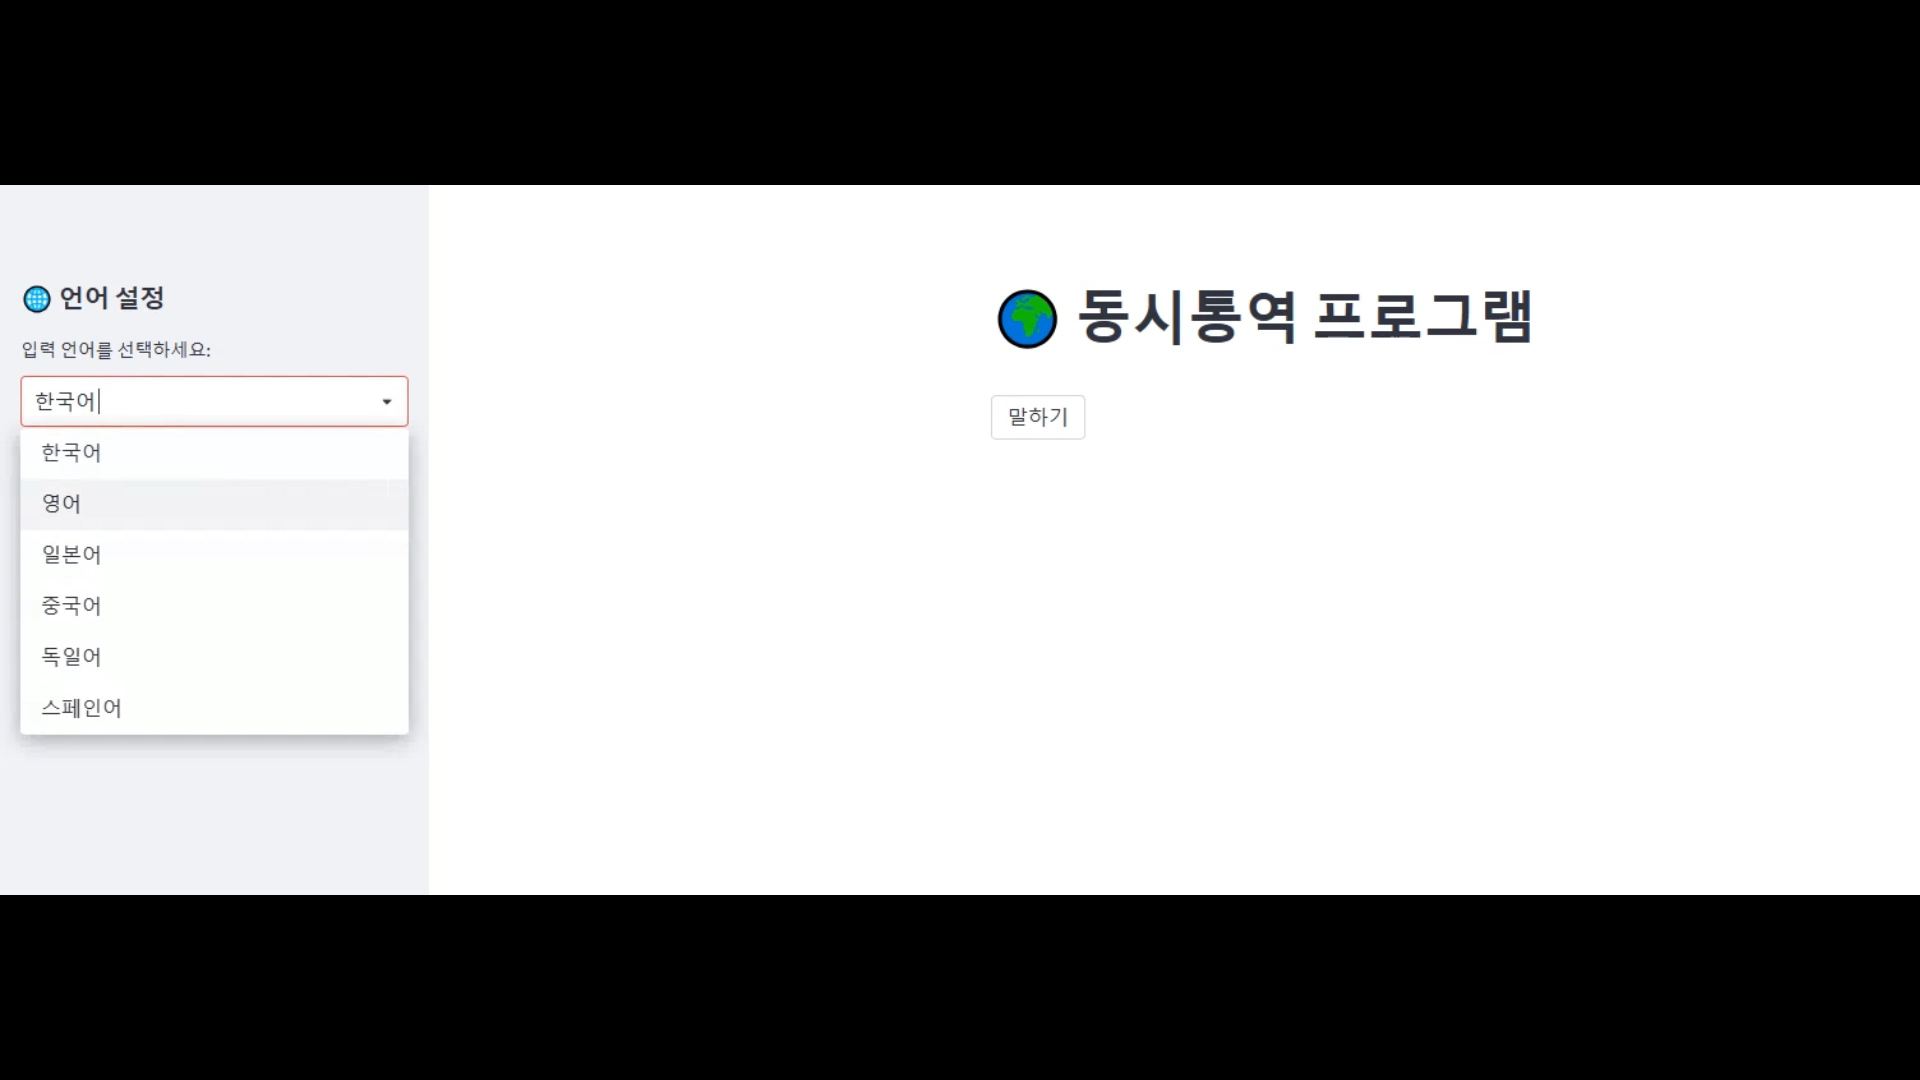 언어 설정
입력 언어를 선택하세요:
한국어
한국어
영어
일본어
중국어
독일어
스페인어
동시통역 프로그램
말하기